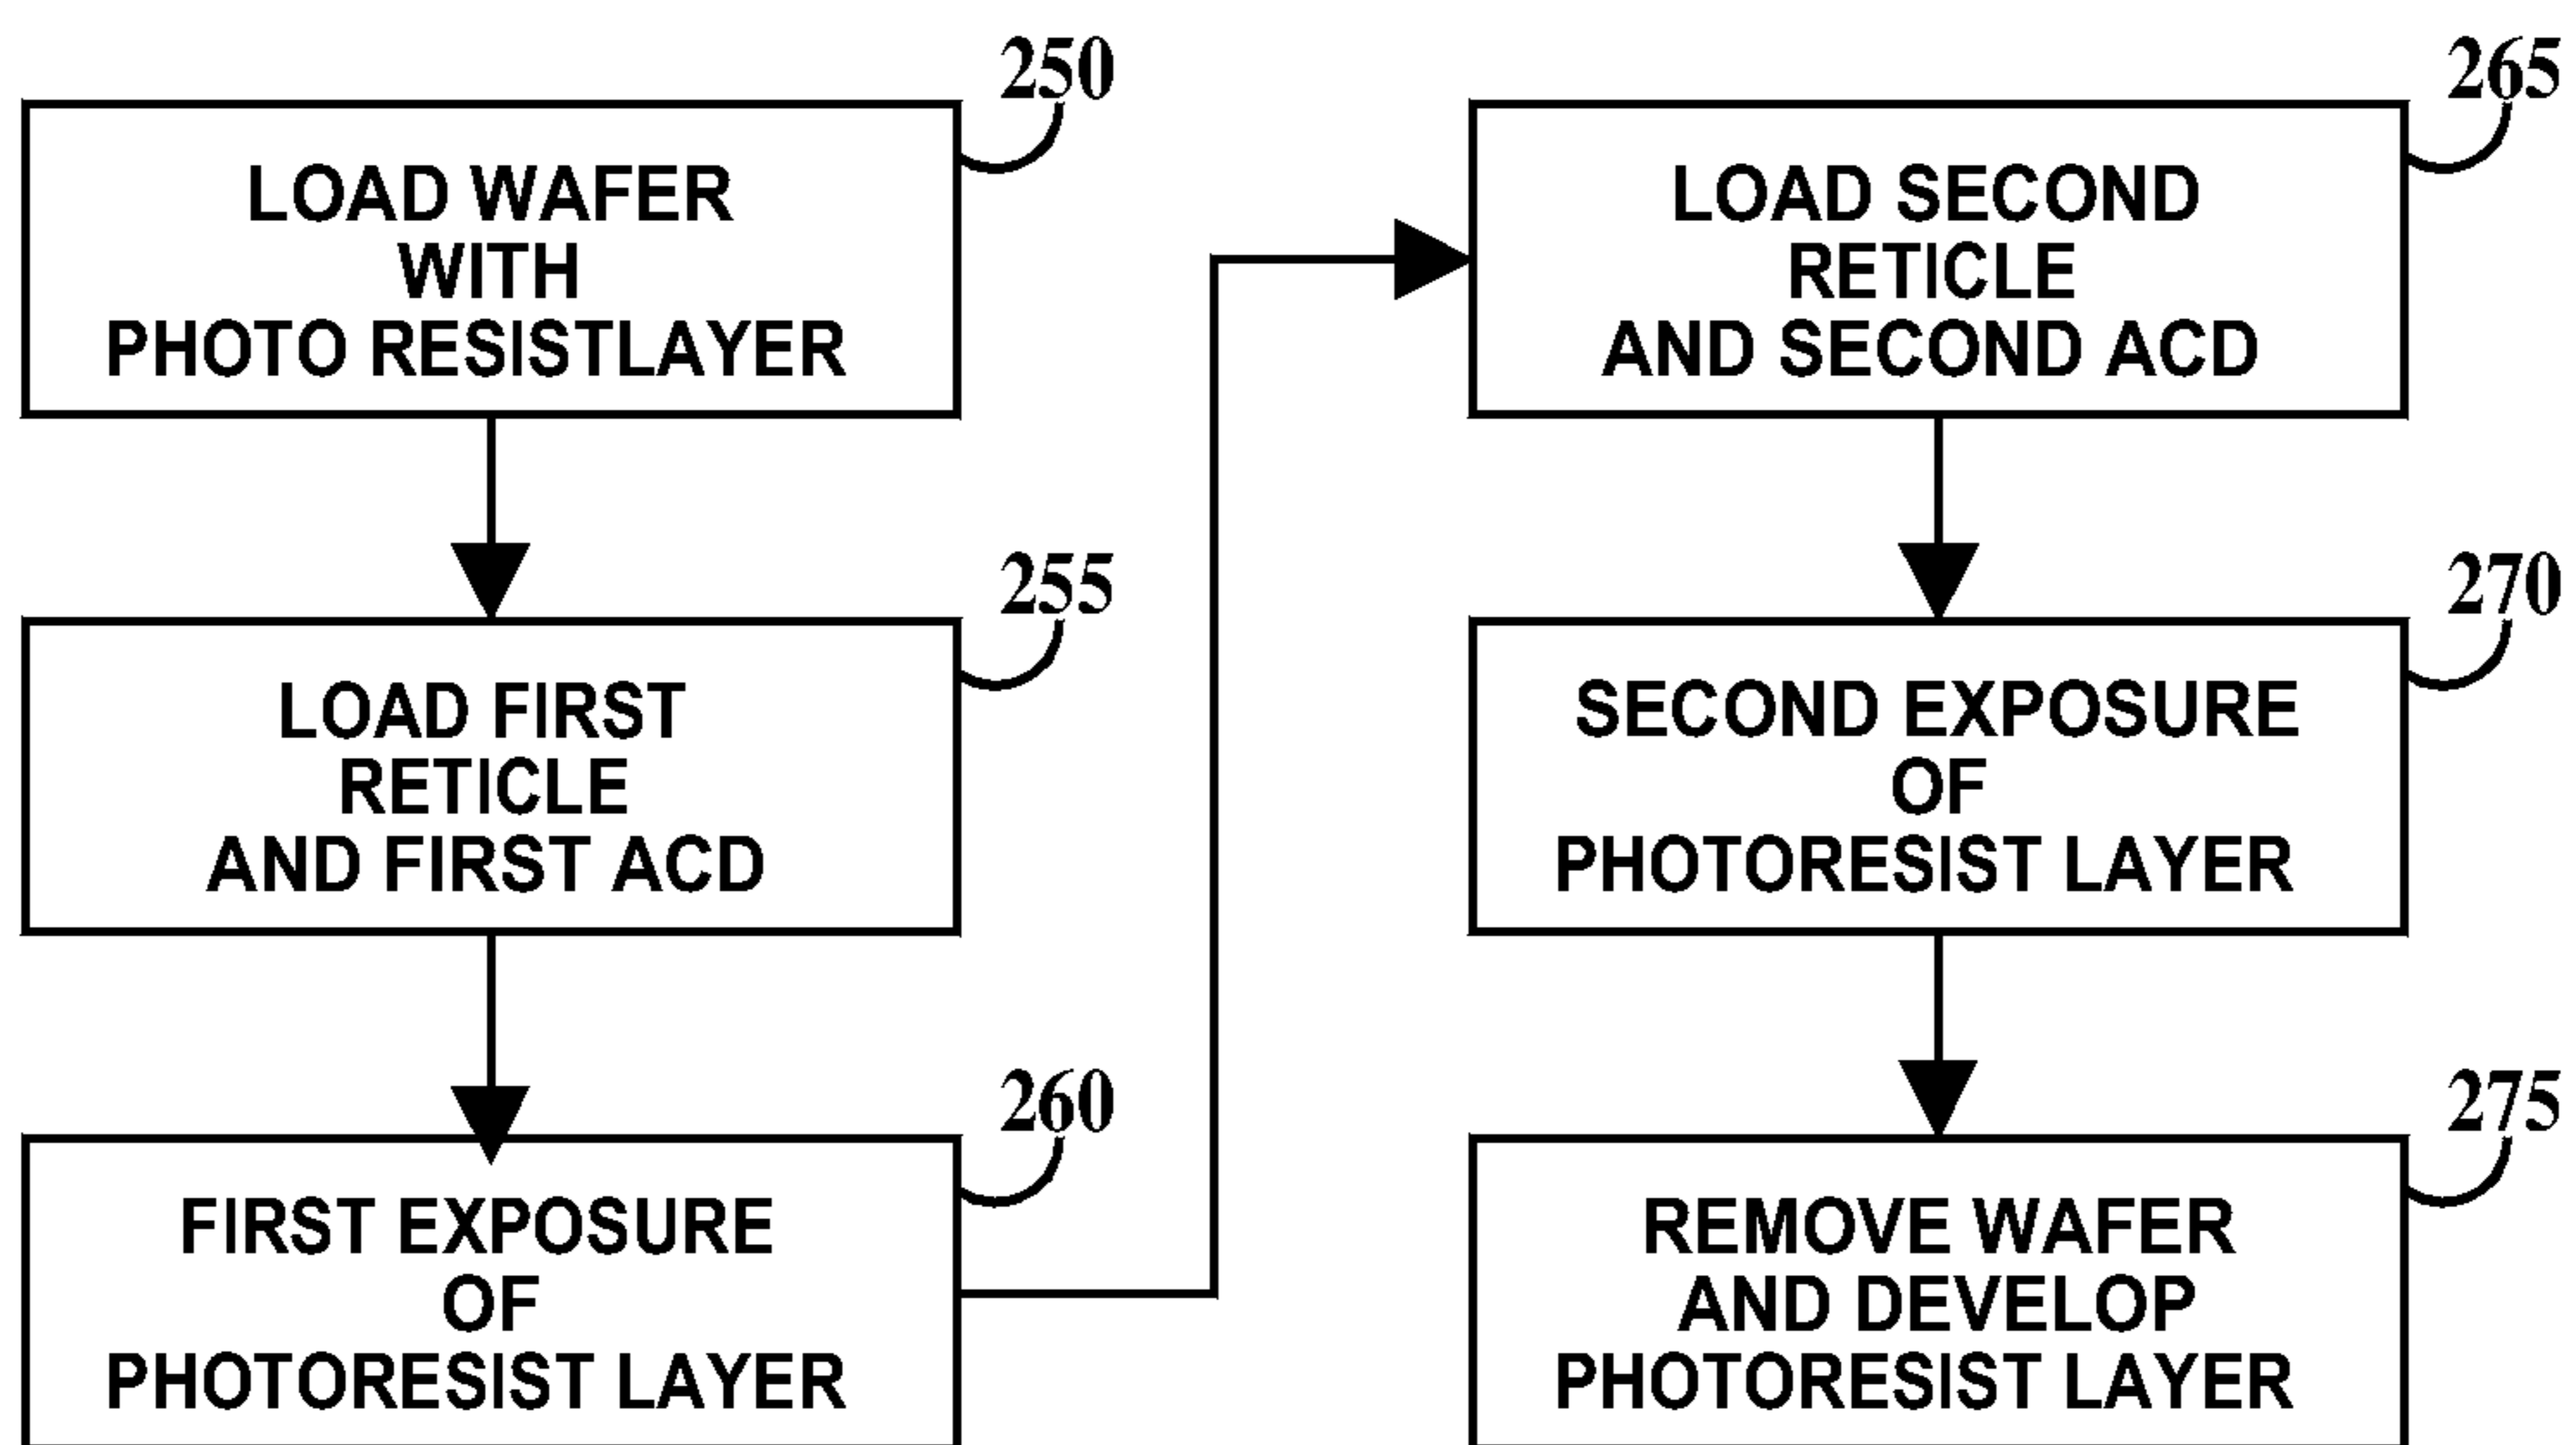 250
LOAD WAFER
WITH
PHOTO RESISTLAYER
255
LOAD FIRST
RETICLE
AND FIRST ACD
260
FIRST EXPOSURE
OF
PHOTORESIST LAYER
265
LOAD SECOND
RETICLE
AND SECOND ACD
270
SECOND EXPOSURE
OF
PHOTORESIST LAYER
275
REMOVE WAFER
AND DEVELOP
PHOTORESIST LAYER